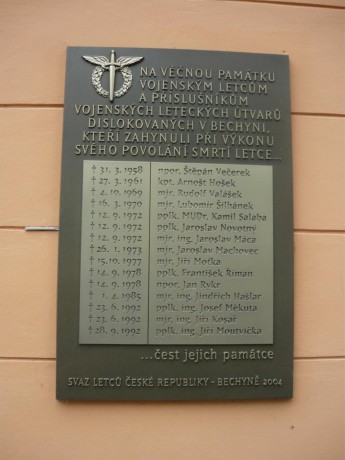 NA VĚČNOU PAMÁTKU
VOJENSKÝM LETCŮM
A PŘÍSLUŠNÍKŮM
VOJENSKÝCH LETECKÝCH ÚTVARŮ
DISLOKOVANÝCH V BECHYNI,
KTEŘÍ ZAHYNULI PŘI VÝKONU
SVÉHO POVOLÁNÍ SMRTÍ LETCE...
† 31. 3. 1958 npor. Štěpán Večerek
† 27. 3. 1961 kpt. Arnošt Hošek
† 4. 10. 1969 mjr. Rudolf Valášek
† 16. 3. 1970 mjr. Lubomír Šilhánek
† 12. 9. 1972 pplk. MUDr. Kamil Salaba
† 12. 9. 1972 pplk. Jaroslav Novotný
† 12. 9. 1972 mjr. ing. Jaroslav Máca
† 26. 1. 1973 mjr. Jaroslav Machovec
† 15. 10. 1977 mjr. Jiří Moťka
† 14. 9. 1978 pplk. František Říman
† 14. 9. 1978 npor. Jan Rykr
† 1. 4. 1985 mjr. ing. Jindřich Hašlar
† 23. 6. 1992 pplk. ing. Josef Měkuta
† 23. 6. 1992 mjr. ing. Jiří Kosař
† 28. 9. 1992 pplk. ing. Jiří Moutvička
...čest jejich památce
SVAZ LETCŮ ČESKÉ REPUBLIKY - BECHYNĚ 2004